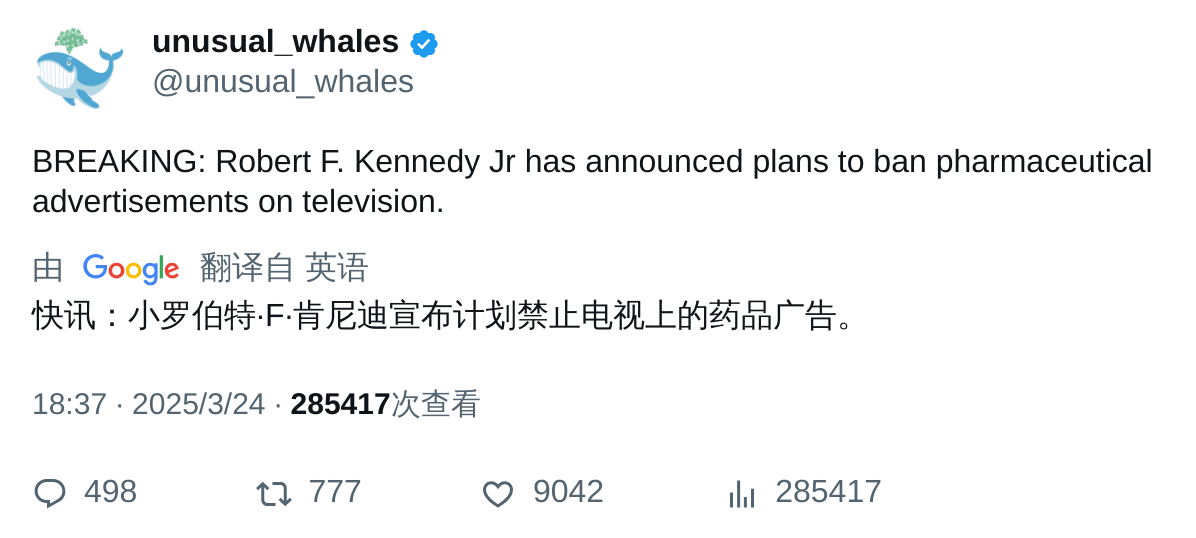 unusual_whales
@unusual_whales
BREAKING: Robert F. Kennedy Jr has announced plans to ban pharmaceutical
advertisements on television.
由 Google 翻译自 英语
快讯：小罗伯特·F·肯尼迪宣布计划禁止电视上的药品广告。
18:37 · 2025/3/24 · 285417次查看
498 777 9042 285417